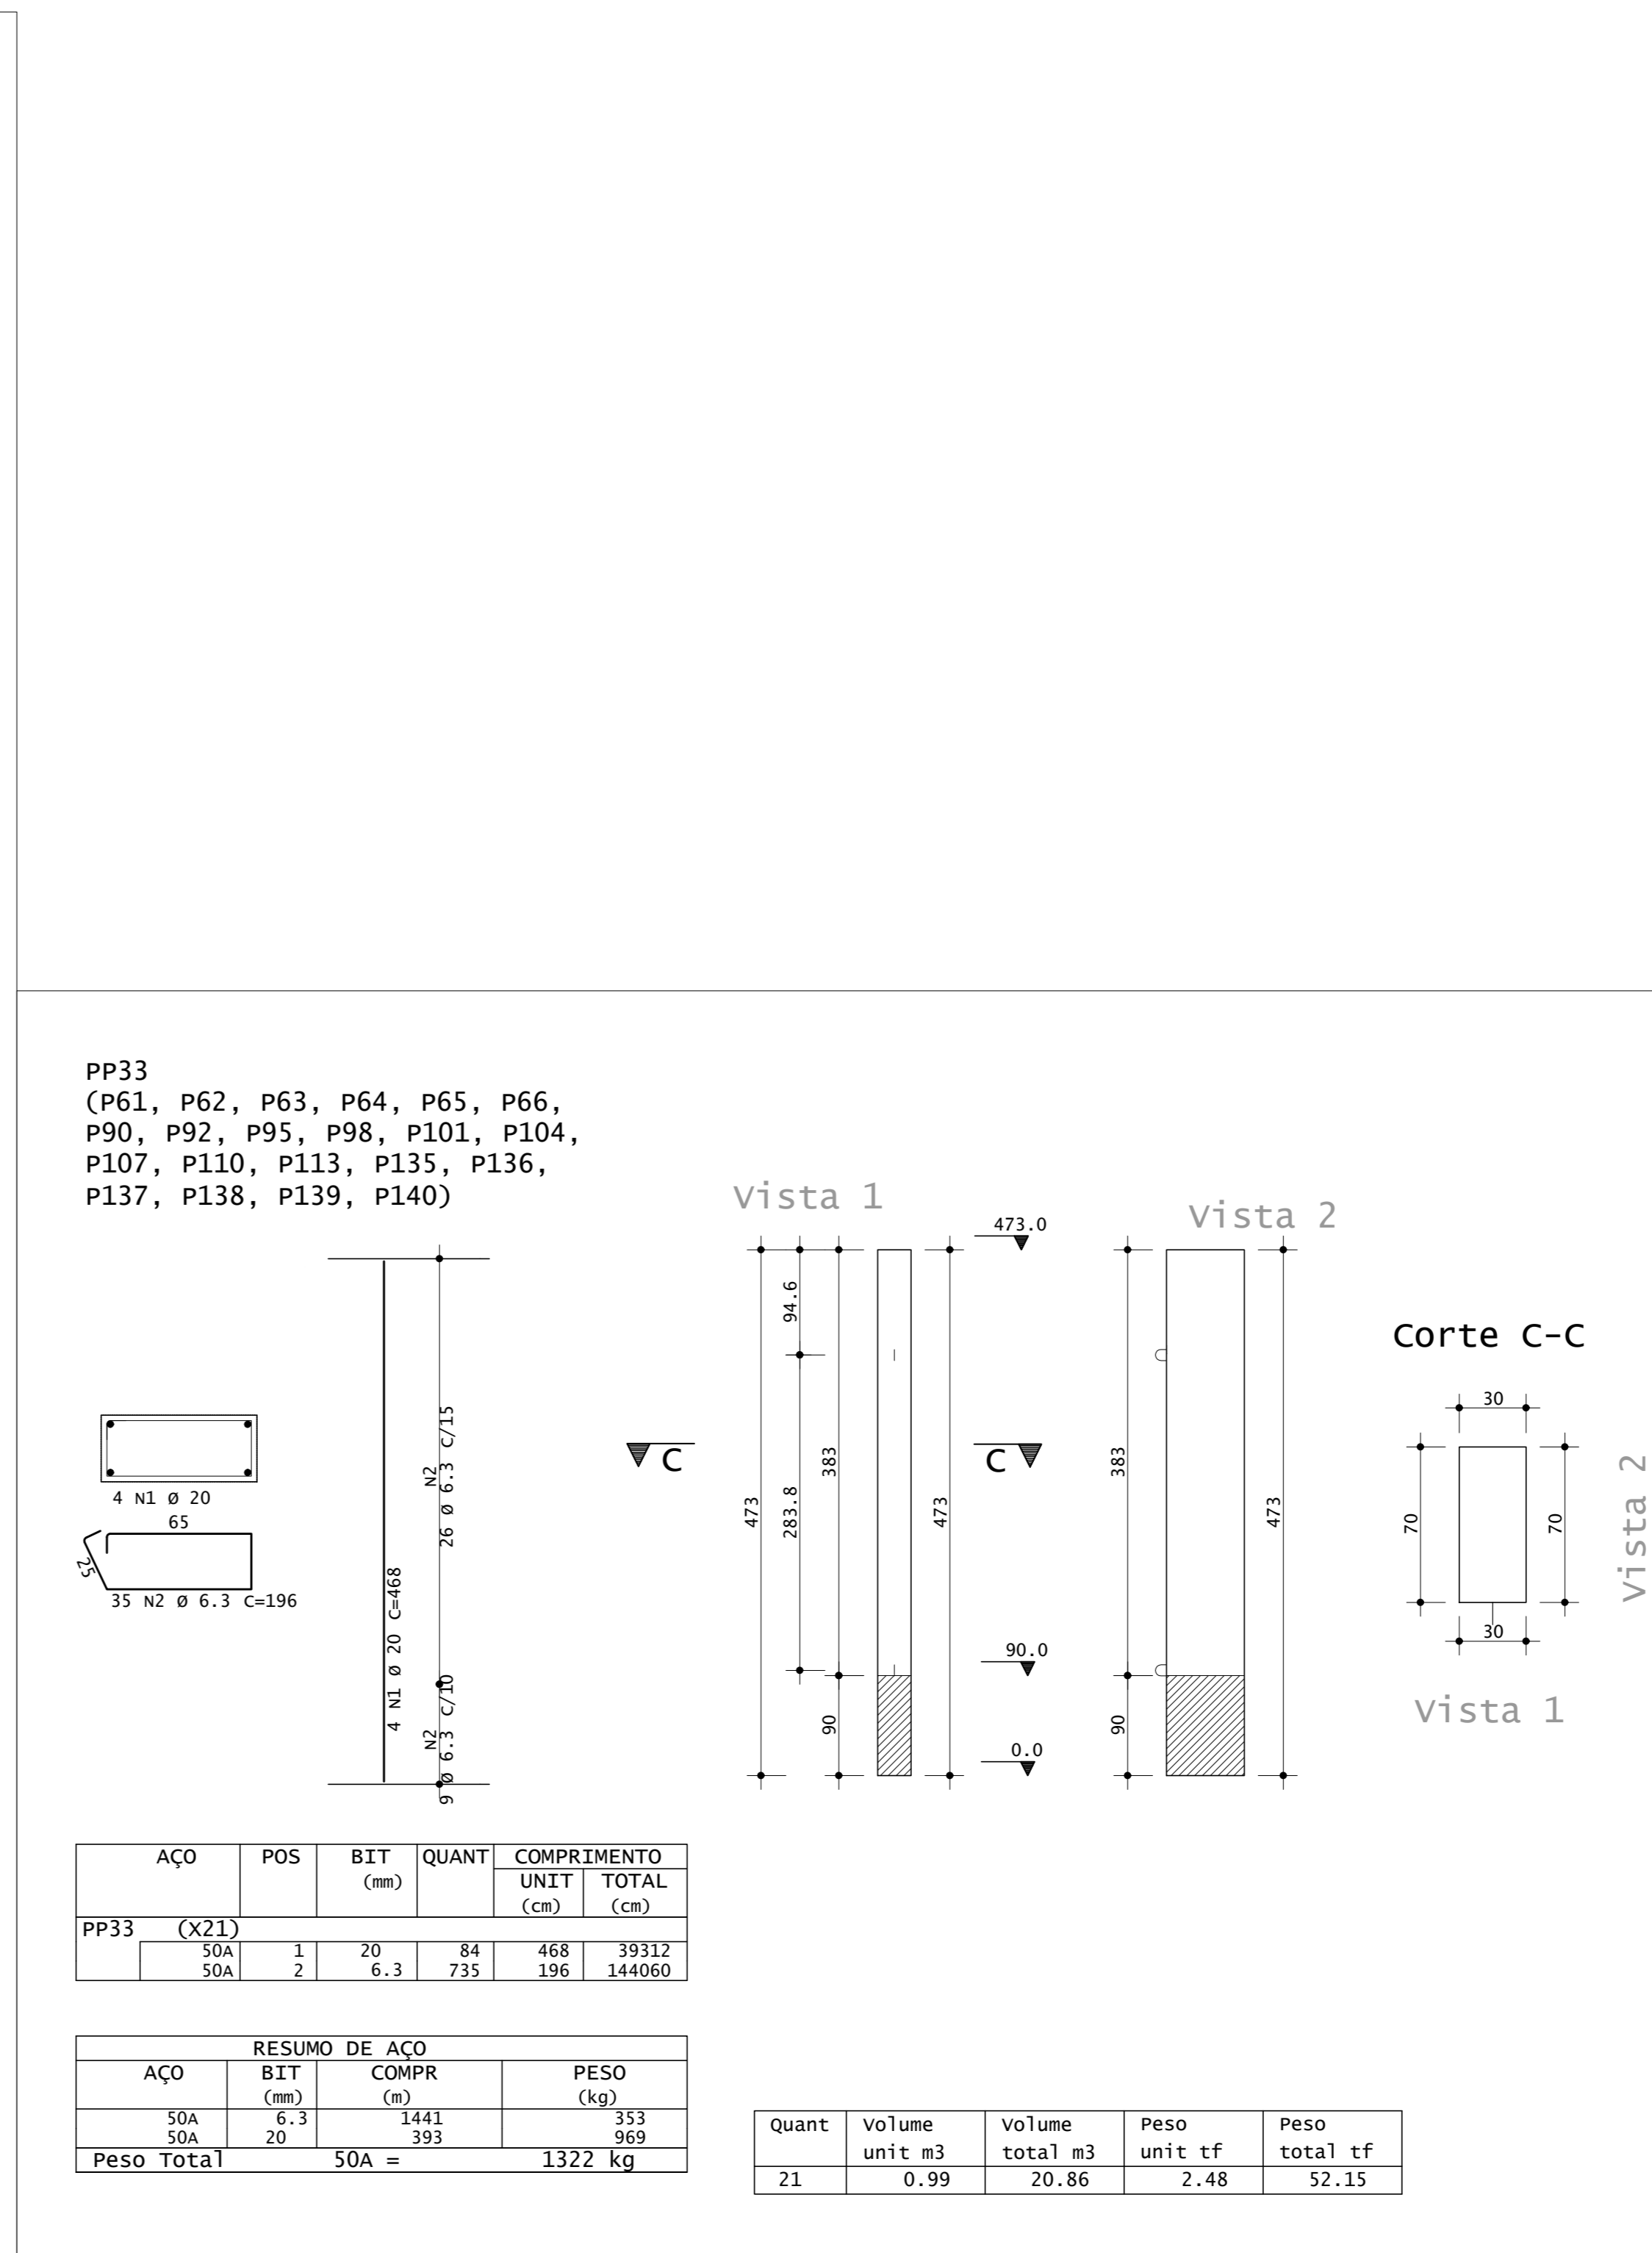 PP33
(P61, P62, P63, P64, P65, P66,
P90, P92, P95, P98, P101, P104,
P107, P110, P113, P135, P136,
P137, P138, P139, P140)
4 N1 Ø 20
65
25
35 N2 Ø 6.3 C=196
4 N1 Ø 20 C=468
N2
26 Ø 6.3 C/15
N2
9 Ø 6.3 C/10
Vista 1
473
94.6
283.8
383
90
473
473.0
90.0
0.0
C
C
Vista 2
383
90
473
Corte C-C
30
70
70
30
Vista 2
Vista 1
AÇO POS BIT QUANT COMPRIMENTO
(mm) UNIT TOTAL
(cm) (cm)
PP33 (X21)
50A 1 20 84 468 39312
50A 2 6.3 735 196 144060
RESUMO DE AÇO
AÇO BIT COMPR PESO
(mm) (m) (kg)
50A 6.3 1441 353
50A 20 393 969
Peso Total 50A = 1322 kg
Quant Volume Volume Peso Peso
unit m3 total m3 unit tf total tf
21 0.99 20.86 2.48 52.15